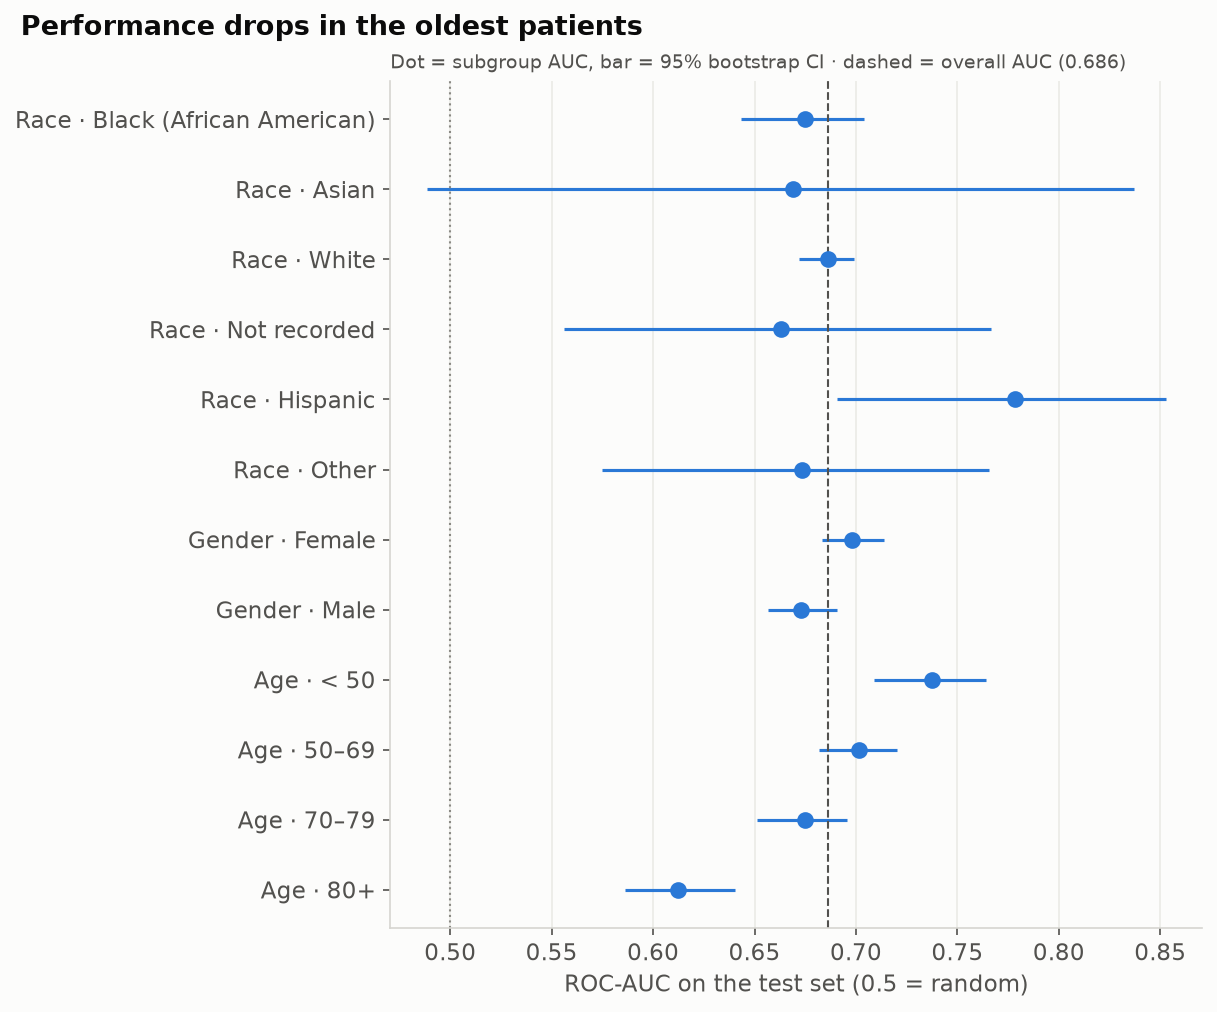 Performance drops in the oldest patients
Dot = subgroup AUC, bar = 95% bootstrap CI · dashed = overall AUC (0.686)
Race · Black (African American)
Race · Asian
Race · White
Race · Not recorded
Race · Hispanic
Race · Other
Gender · Female
Gender · Male
Age · < 50
Age · 50–69
Age · 70–79
Age · 80+
0.50 0.55 0.60 0.65 0.70 0.75 0.80 0.85
ROC-AUC on the test set (0.5 = random)